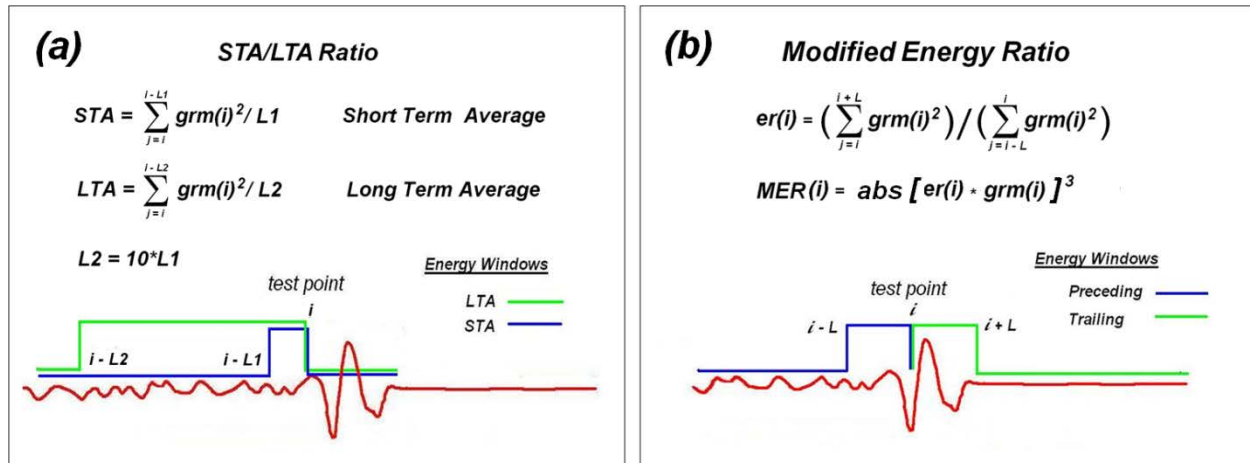 (a) STA/LTA Ratio
STA = i - L1 ∑ j = i grm(i)² / L1 Short Term Average
LTA = i - L2 ∑ j = i grm(i)² / L2 Long Term Average
L2 = 10*L1
Energy Windows
LTA
STA
test point
i
i - L2
i - L1
(b) Modified Energy Ratio
er(i) = ( i + L ∑ j = i grm(i)² ) / ( i ∑ j = i - L grm(i)² )
MER(i) = abs [ er(i) * grm(i) ]³
Energy Windows
Preceding
Trailing
test point
i
i - L
i + L